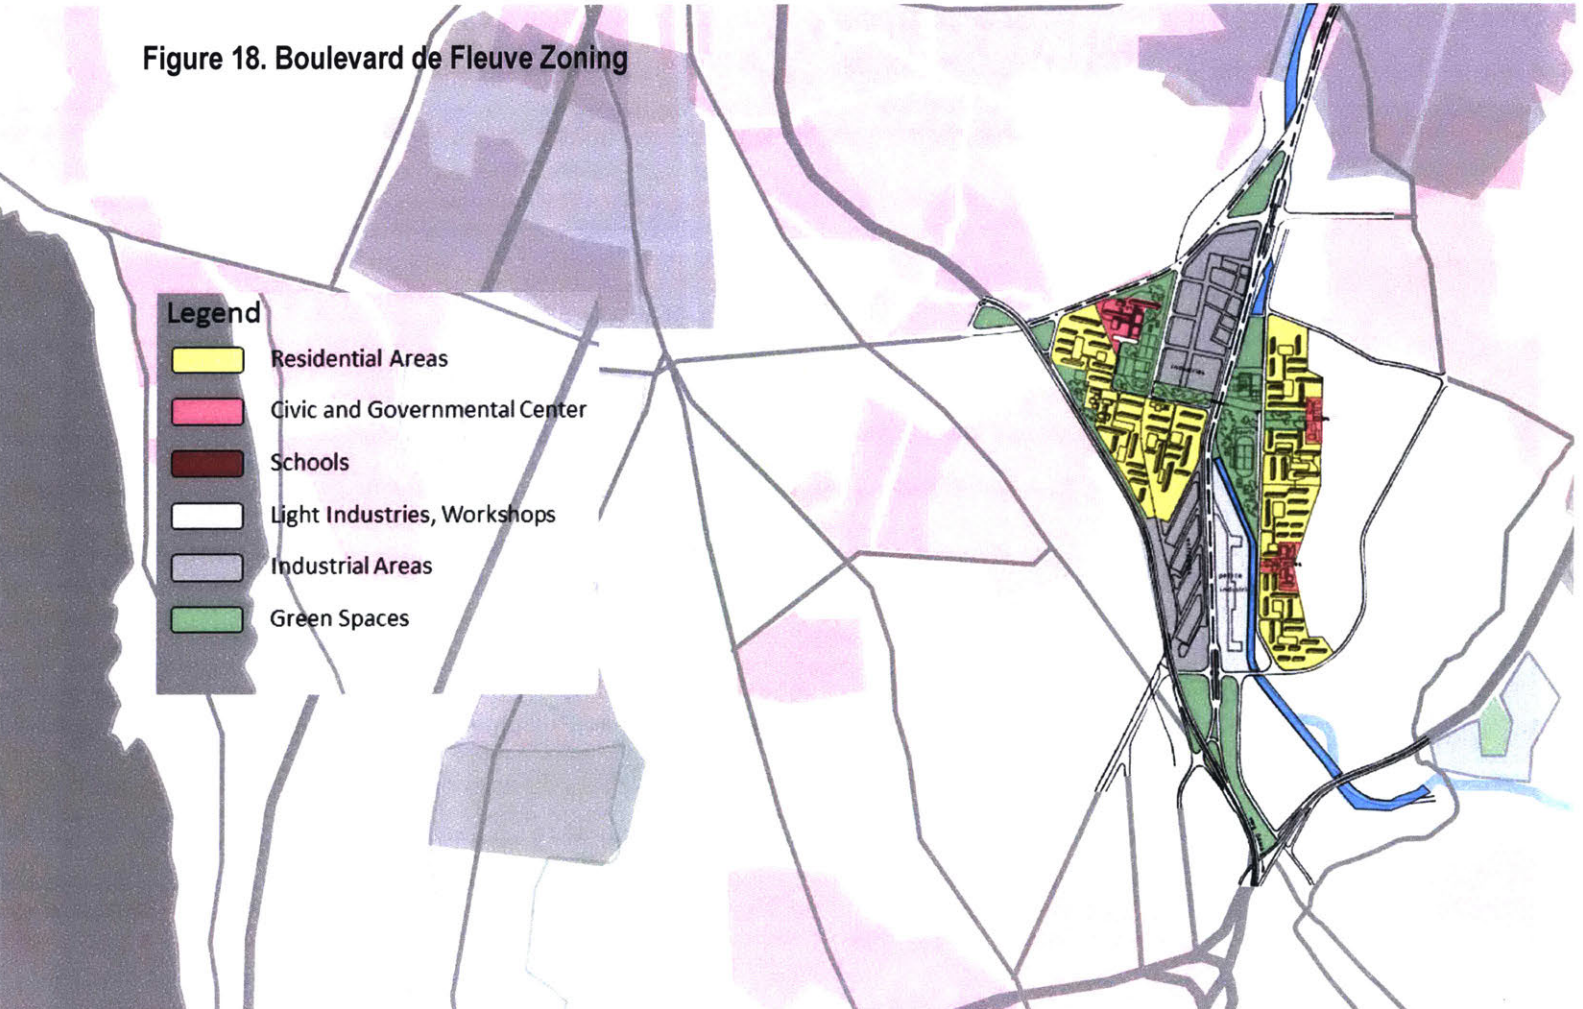 Figure 18. Boulevard de Fleuve Zoning
Legend
Residential Areas
Civic and Governmental Center
Schools
Light Industries, Workshops
Industrial Areas
Green Spaces
industries